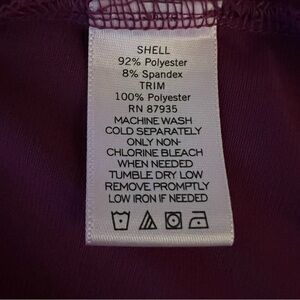 SHELL
92% Polyester
8% Spandex
TRIM
100% Polyester
RN 87935
MACHINE WASH
COLD SEPARATELY
ONLY NON-
CHLORINE BLEACH
WHEN NEEDED
TUMBLE DRY LOW
REMOVE PROMPTLY
LOW IRON IF NEEDED